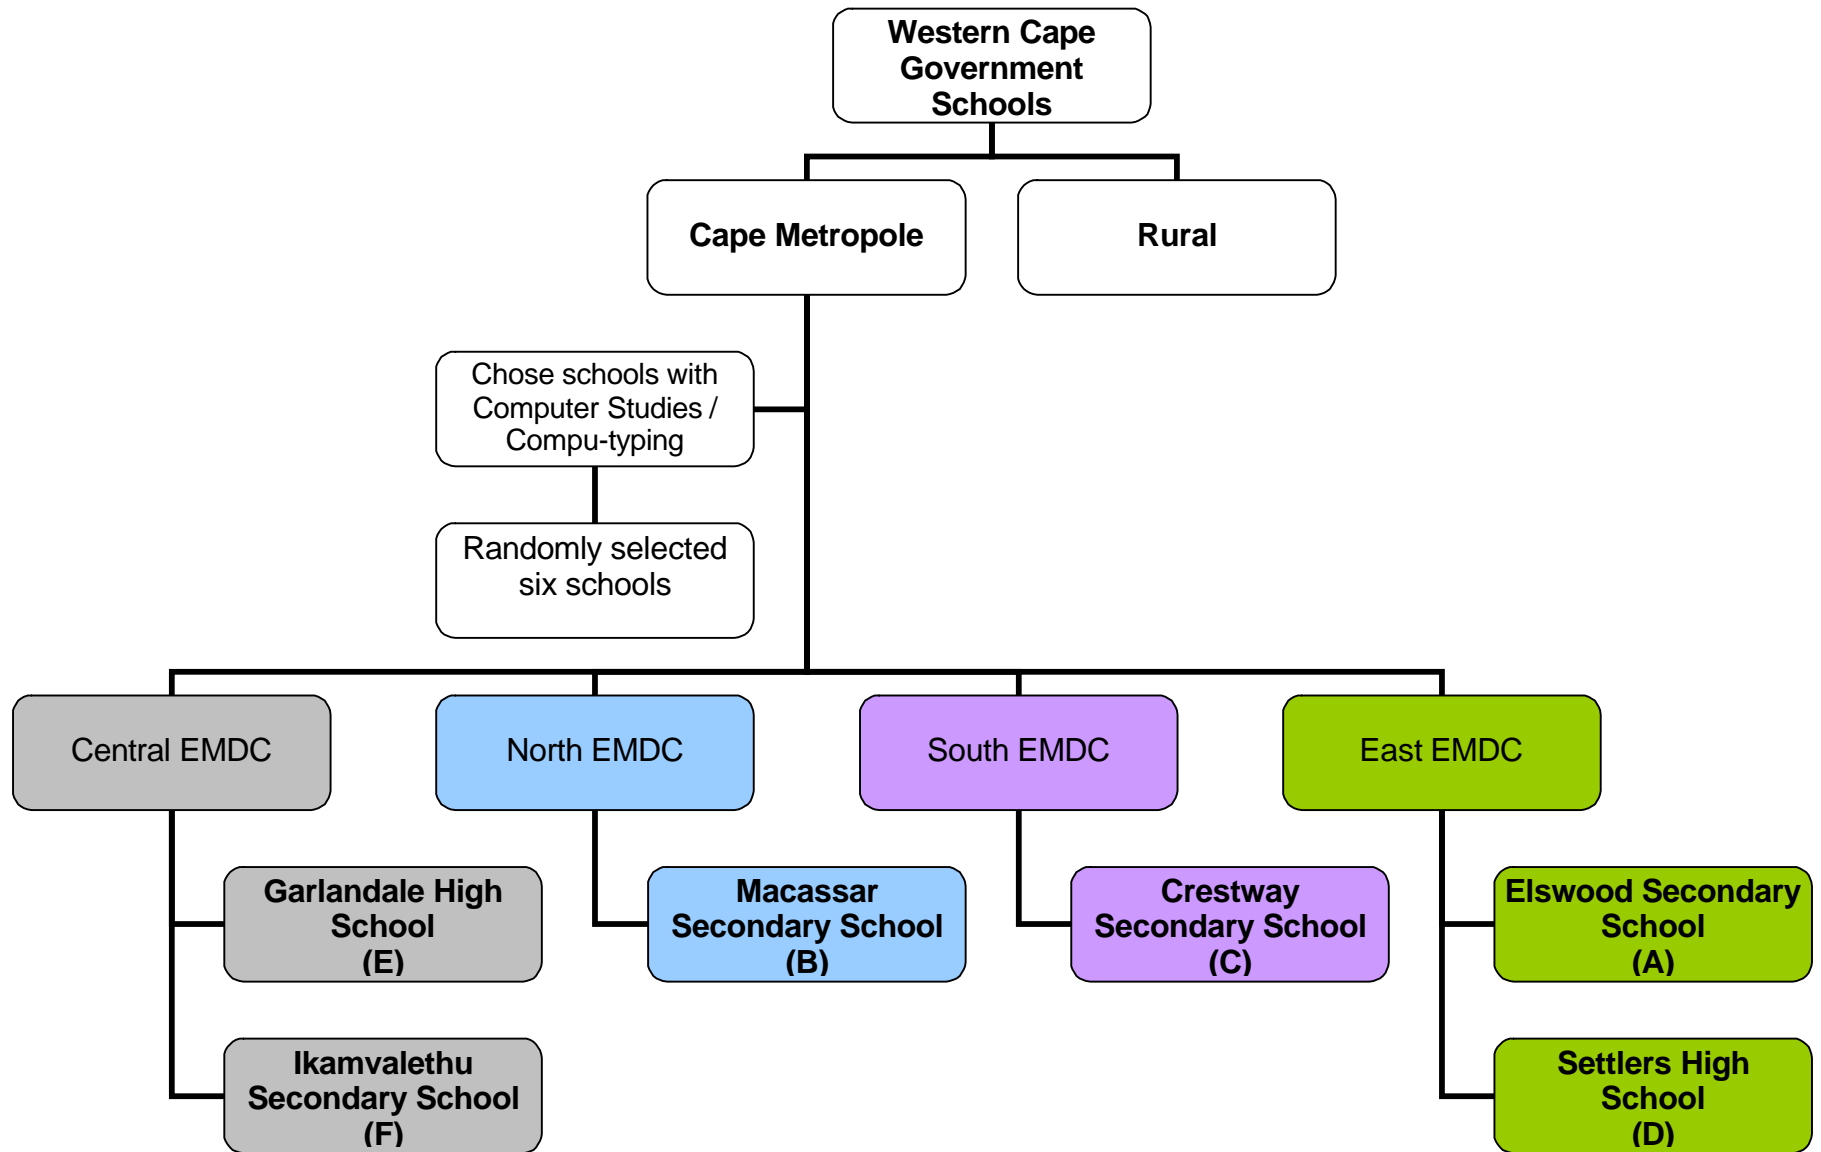 Western Cape
Government
Schools
Cape Metropole
Rural
Chose schools with
Computer Studies /
Compu-typing
Randomly selected
six schools
Central EMDC
North EMDC
South EMDC
East EMDC
Garlandale High
School
(E)
Macassar
Secondary School
(B)
Crestway
Secondary School
(C)
Elswood Secondary
School
(A)
Ikamvalethu
Secondary School
(F)
Settlers High
School
(D)